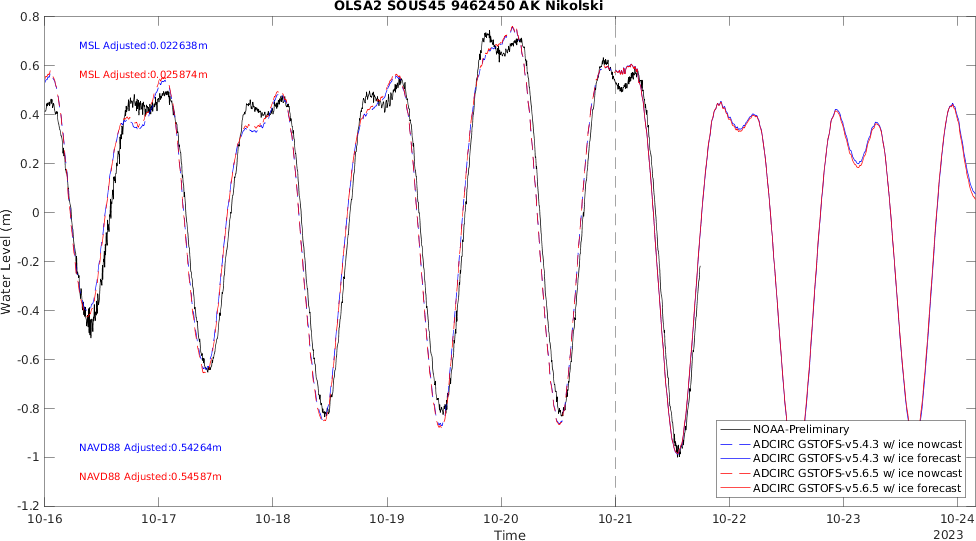 OLSA2 SOUS45 9462450 AK Nikolski
0.8
0.6
0.4
0.2
0
-0.2
-0.4
-0.6
-0.8
-1
-1.2
Water Level (m)
MSL Adjusted:0.022638m
MSL Adjusted:0.025874m
NAVD88 Adjusted:0.54264m
NAVD88 Adjusted:0.54587m
NOAA-Preliminary
ADCIRC GSTOFS-v5.4.3 w/ ice nowcast
ADCIRC GSTOFS-v5.4.3 w/ ice forecast
ADCIRC GSTOFS-v5.6.5 w/ ice nowcast
ADCIRC GSTOFS-v5.6.5 w/ ice forecast
10-16 10-17 10-18 10-19 10-20 10-21 10-22 10-23 10-24
Time
2023